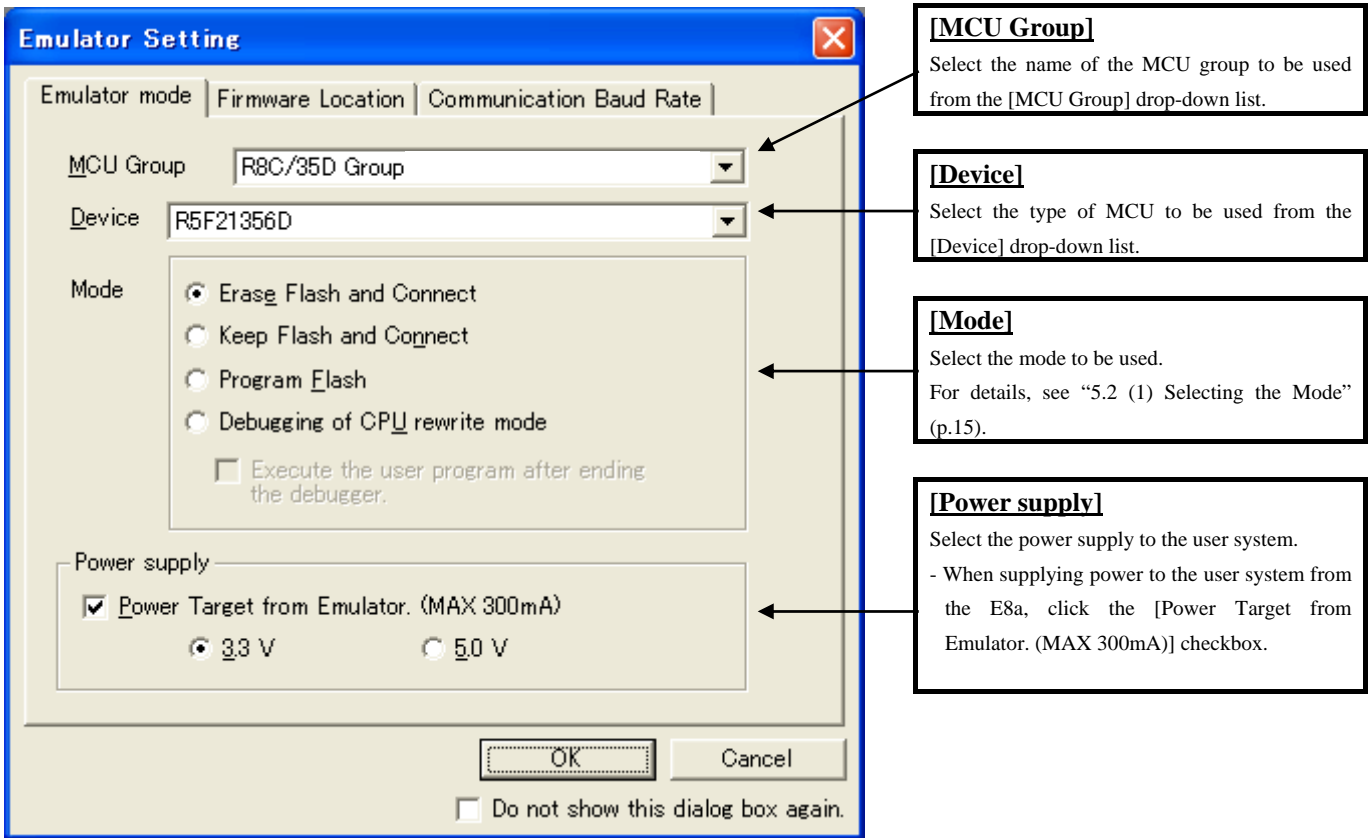 Emulator Setting
Emulator mode
Firmware Location
Communication Baud Rate
MCU Group
R8C/35D Group
Device
R5F21356D
Mode
Erase Flash and Connect
Keep Flash and Connect
Program Flash
Debugging of CPU rewrite mode
Execute the user program after ending
the debugger.
Power supply
Power Target from Emulator. (MAX 300mA)
3.3 V
5.0 V
OK
Cancel
Do not show this dialog box again.
[MCU Group]
Select the name of the MCU group to be used
from the [MCU Group] drop-down list.
[Device]
Select the type of MCU to be used from the
[Device] drop-down list.
[Mode]
Select the mode to be used.
For details, see “5.2 (1) Selecting the Mode”
(p.15).
[Power supply]
Select the power supply to the user system.
- When supplying power to the user system from
the E8a, click the [Power Target from
Emulator. (MAX 300mA)] checkbox.